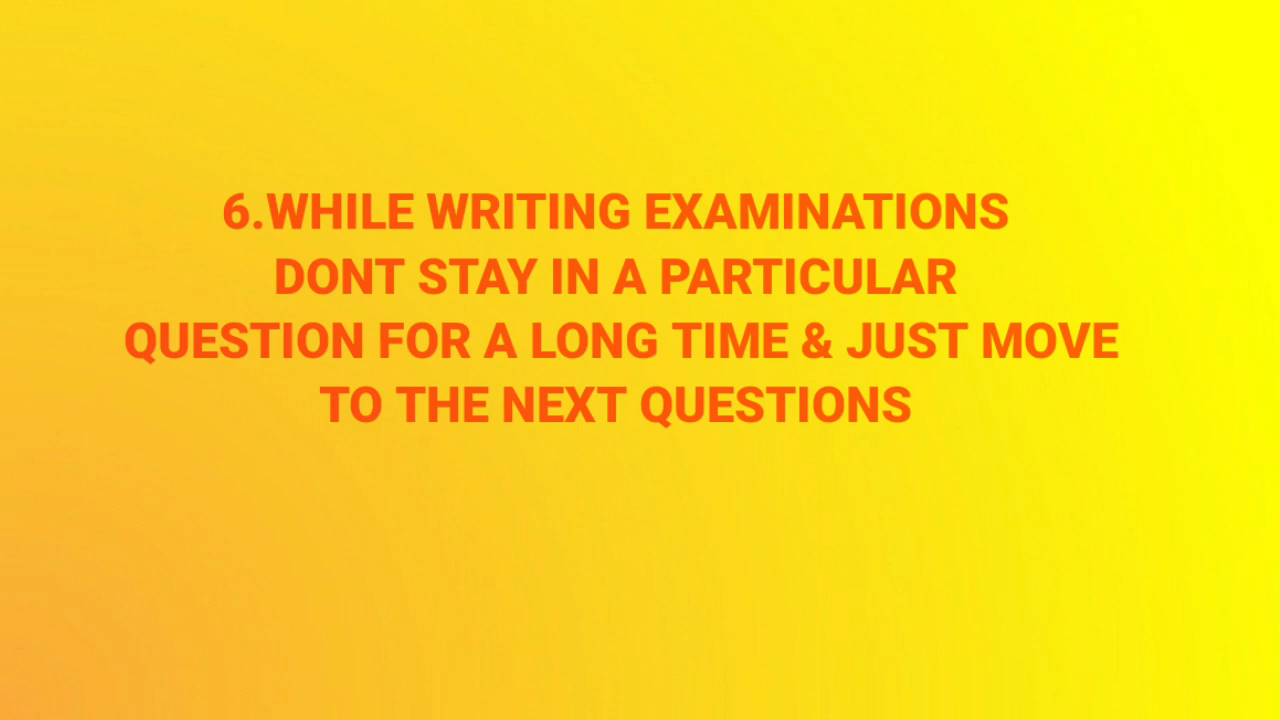 6.WHILE WRITING EXAMINATIONS
DONT STAY IN A PARTICULAR
QUESTION FOR A LONG TIME & JUST MOVE
TO THE NEXT QUESTIONS